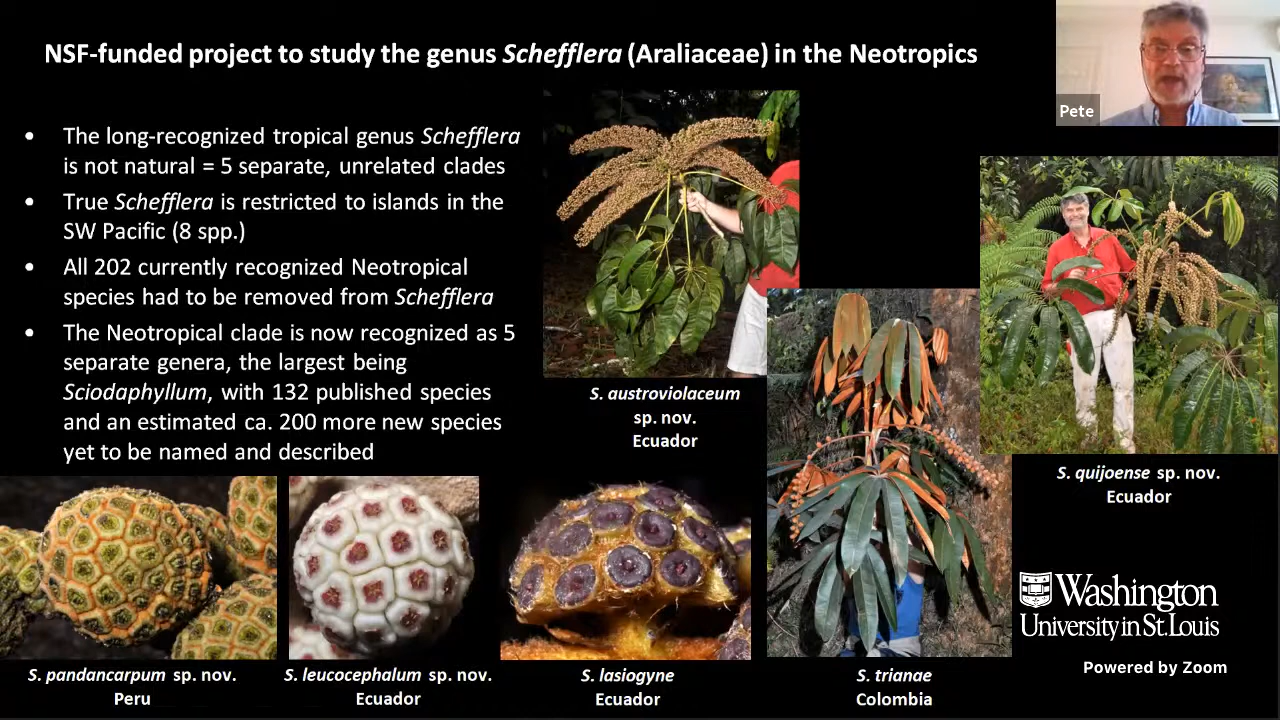 NSF-funded project to study the genus Schefflera (Araliaceae) in the Neotropics
Pete
• The long-recognized tropical genus Schefflera
is not natural = 5 separate, unrelated clades
• True Schefflera is restricted to islands in the
SW Pacific (8 spp.)
• All 202 currently recognized Neotropical
species had to be removed from Schefflera
• The Neotropical clade is now recognized as 5
separate genera, the largest being
Sciodaphyllum, with 132 published species
and an estimated ca. 200 more new species
yet to be named and described
S. austroviolaceum
sp. nov.
Ecuador
S. quijoense sp. nov.
Ecuador
S. pandancarpum sp. nov.
Peru
S. leucocephalum sp. nov.
Ecuador
S. lasiogyne
Ecuador
S. trianae
Colombia
Washington
University in St. Louis
Powered by Zoom